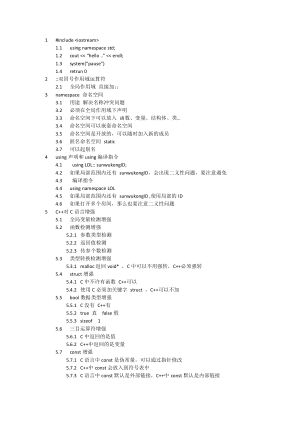 1 #include <iostream>
1.1 using namespace std;
1.2 cout << "hello .." << endl;
1.3 system("pause")
1.4 retrun 0
2 ::双冒号作用域运算符
2.1 全局作用域 直接加::
3 namespace 命名空间
3.1 用途 解决名称冲突问题
3.2 必须在全局作用域下声明
3.3 命名空间下可以放入 函数、变量、结构体、类…
3.4 命名空间可以嵌套命名空间
3.5 命名空间是开放的，可以随时加入新的成员
3.6 匿名命名空间 static
3.7 可以起别名
4 using 声明和 using 编译指令
4.1 using LOL:: sunwukongID;
4.2 如果局部范围内还有 sunwukongID，会出现二义性问题，要注意避免
4.3 编译指令
4.4 using namespace LOL
4.5 如果局部范围内还有 sunwukongID ,使用局部的 ID
4.6 如果打开多个房间，那么也要注意二义性问题
5 C++对 C 语言增强
5.1 全局变量检测增强
5.2 函数检测增强
5.2.1 参数类型检测
5.2.2 返回值检测
5.2.3 传参个数检测
5.3 类型转换检测增强
5.3.1 malloc 返回 void* ，C 中可以不用强转，C++必须强转
5.4 struct 增强
5.4.1 C 中不许有函数 C++可以
5.4.2 使用 C 必须加关键字 struct ，C++可以不加
5.5 bool 数据类型增强
5.5.1 C 没有 C++有
5.5.2 true 真 false 假
5.5.3 sizeof 1
5.6 三目运算符增强
5.6.1 C 中返回的是值
5.6.2 C++中返回的是变量
5.7 const 增强
5.7.1 C 语言中 const 是伪常量，可以通过指针修改
5.7.2 C++中 const 会放入到符号表中
5.7.3 C 语言中 const 默认是外部链接，C++中 const 默认是内部链接